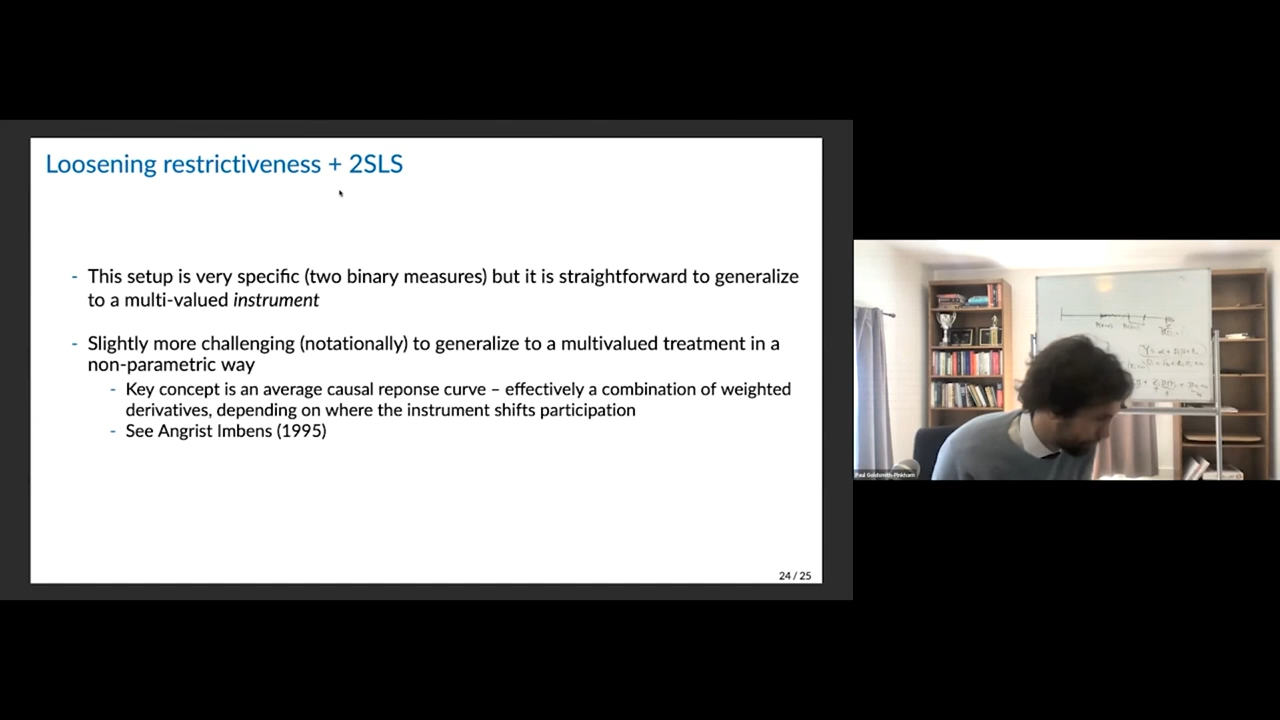 Loosening restrictiveness + 2SLS
- This setup is very specific (two binary measures) but it is straightforward to generalize
to a multi-valued instrument
- Slightly more challenging (notationally) to generalize to a multivalued treatment in a
non-parametric way
- Key concept is an average causal reponse curve – effectively a combination of weighted
derivatives, depending on where the instrument shifts participation
- See Angrist Imbens (1995)
24 / 25
Paul Goldsmith-Pinkham